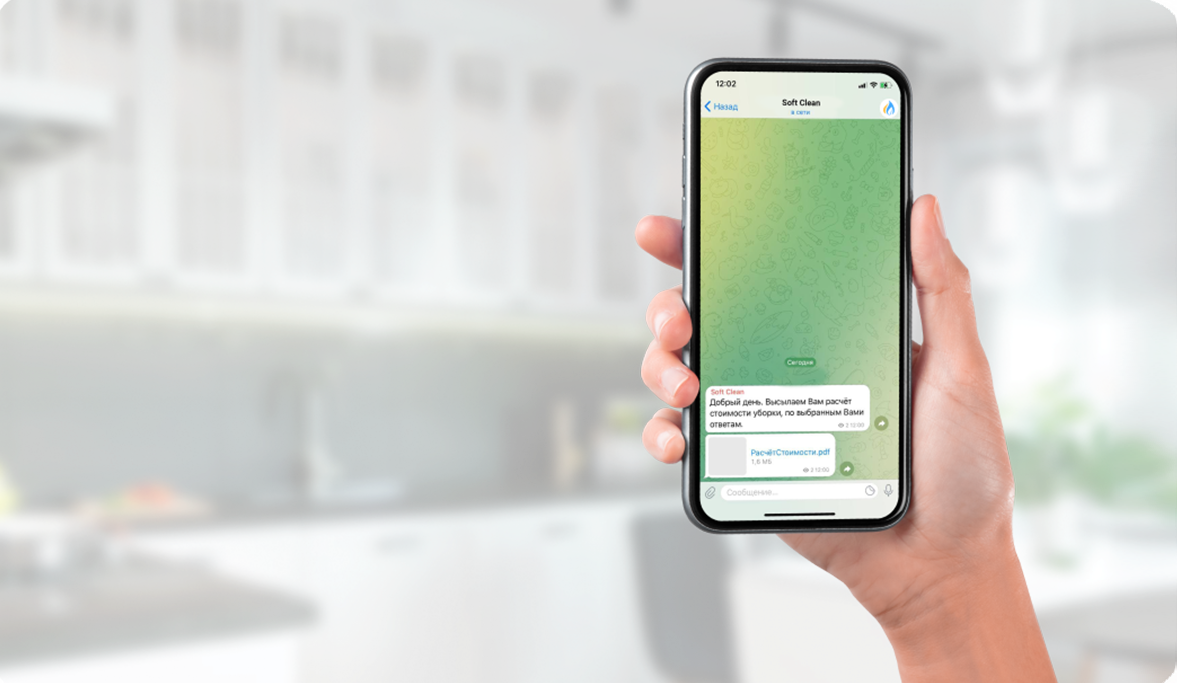 12:02
Назад
Soft Clean
в сети
Сегодня
Soft Clean
Добрый день. Высылаем Вам расчёт
стоимости уборки, по выбранным Вами
ответам.
2 12:00
РасчётСтоимости.pdf
1,6 МБ
2 12:00
Сообщение...